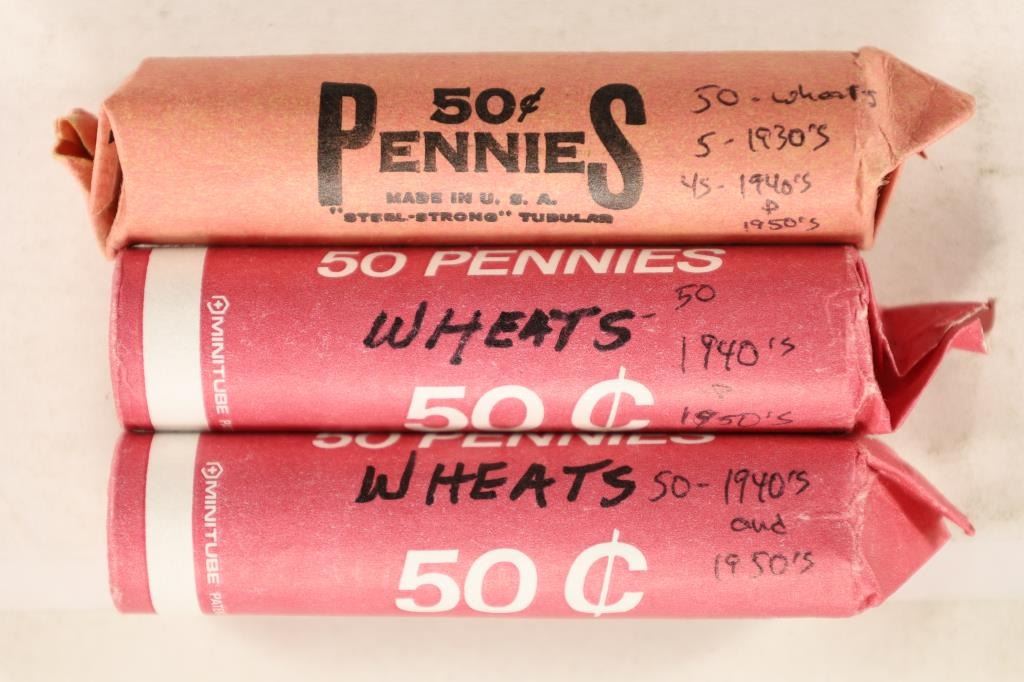 50¢
PENNIES
MADE IN U. S. A.
"STEEL-STRONG" TUBULAR
50 - wheats
5 - 1930's
45 - 1940's
&
1950's
50 PENNIES
MINITUBE
WHEATS
50¢
50
1940's
&
1950's
50 PENNIES
MINITUBE PAT
WHEATS
50 - 1940's
and
1950's
50¢